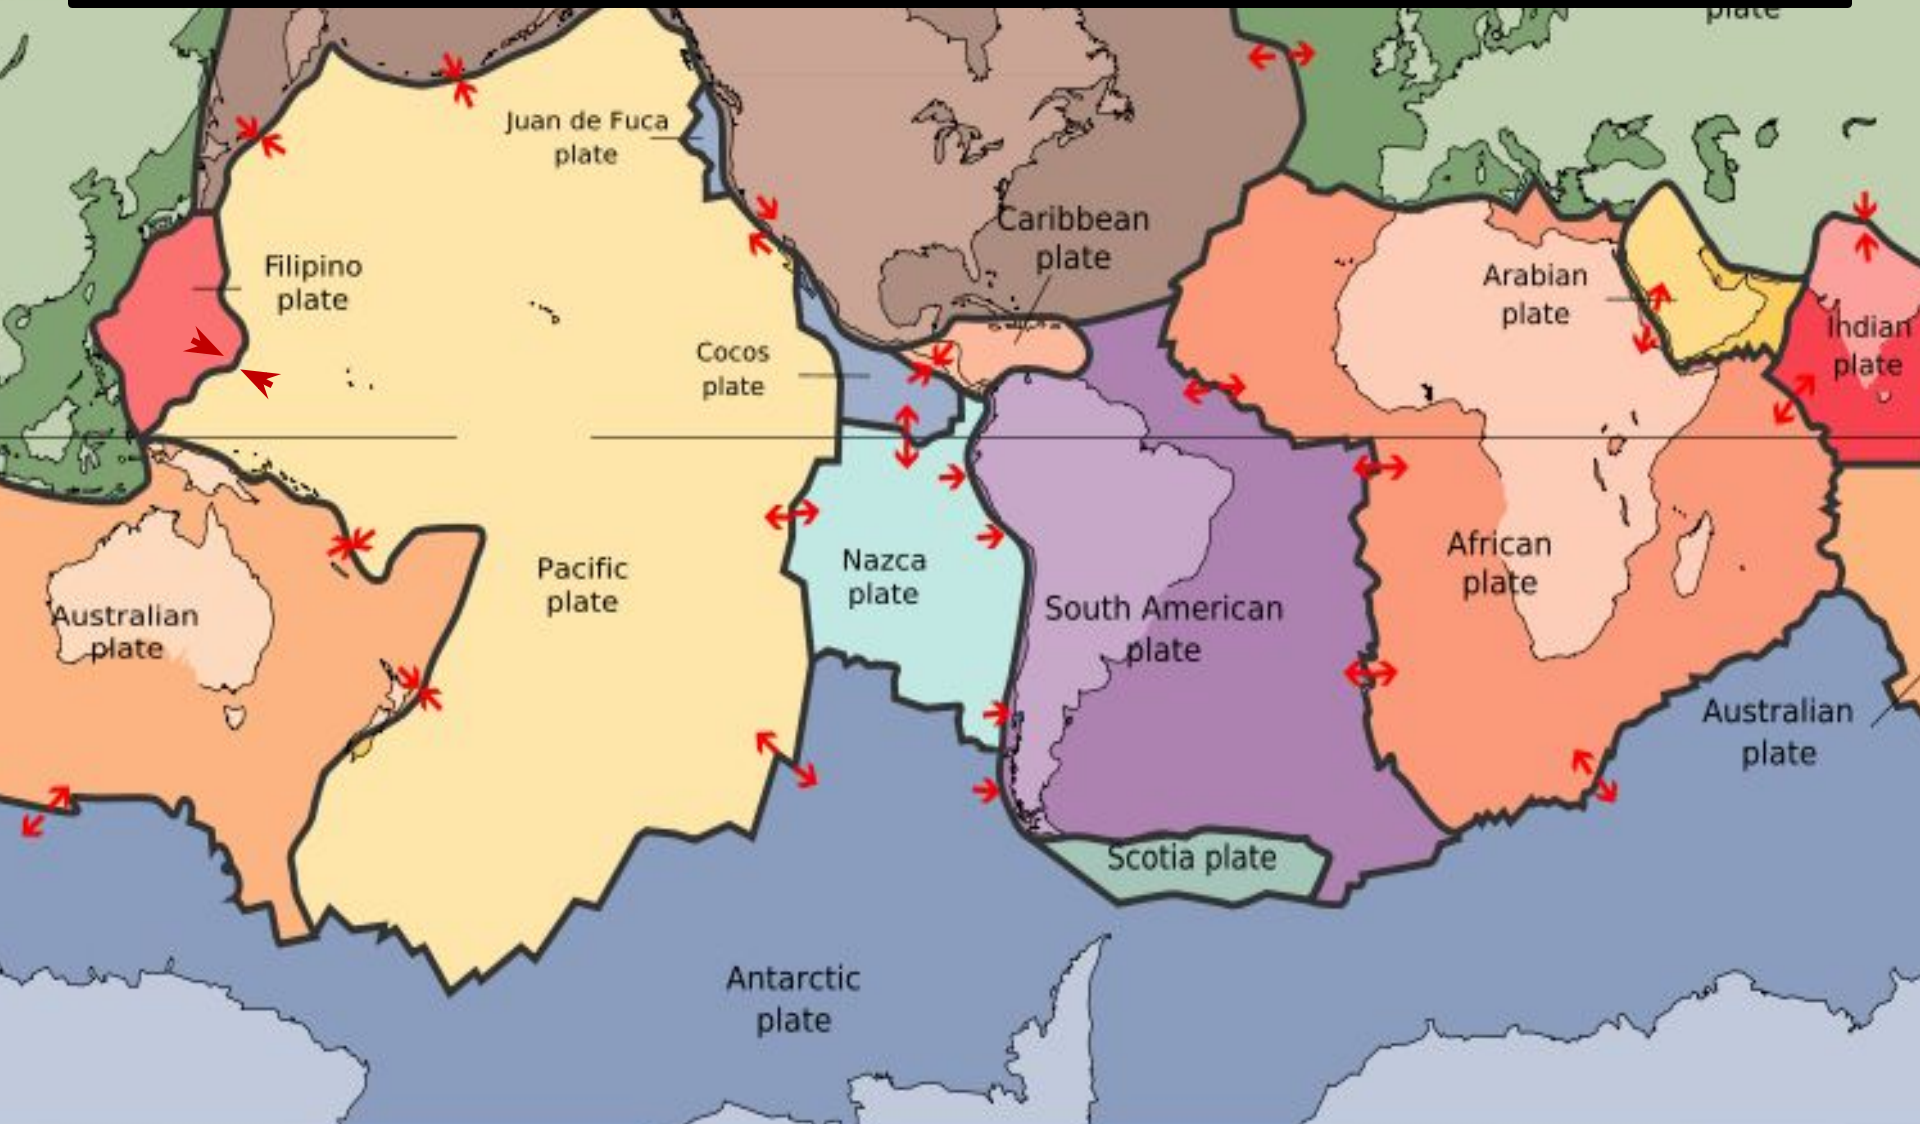 plate
Juan de Fuca
plate
Caribbean
plate
Filipino
plate
Arabian
plate
Indian
plate
Cocos
plate
Pacific
plate
Nazca
plate
African
plate
Australian
plate
South American
plate
Australian
plate
Scotia plate
Antarctic
plate